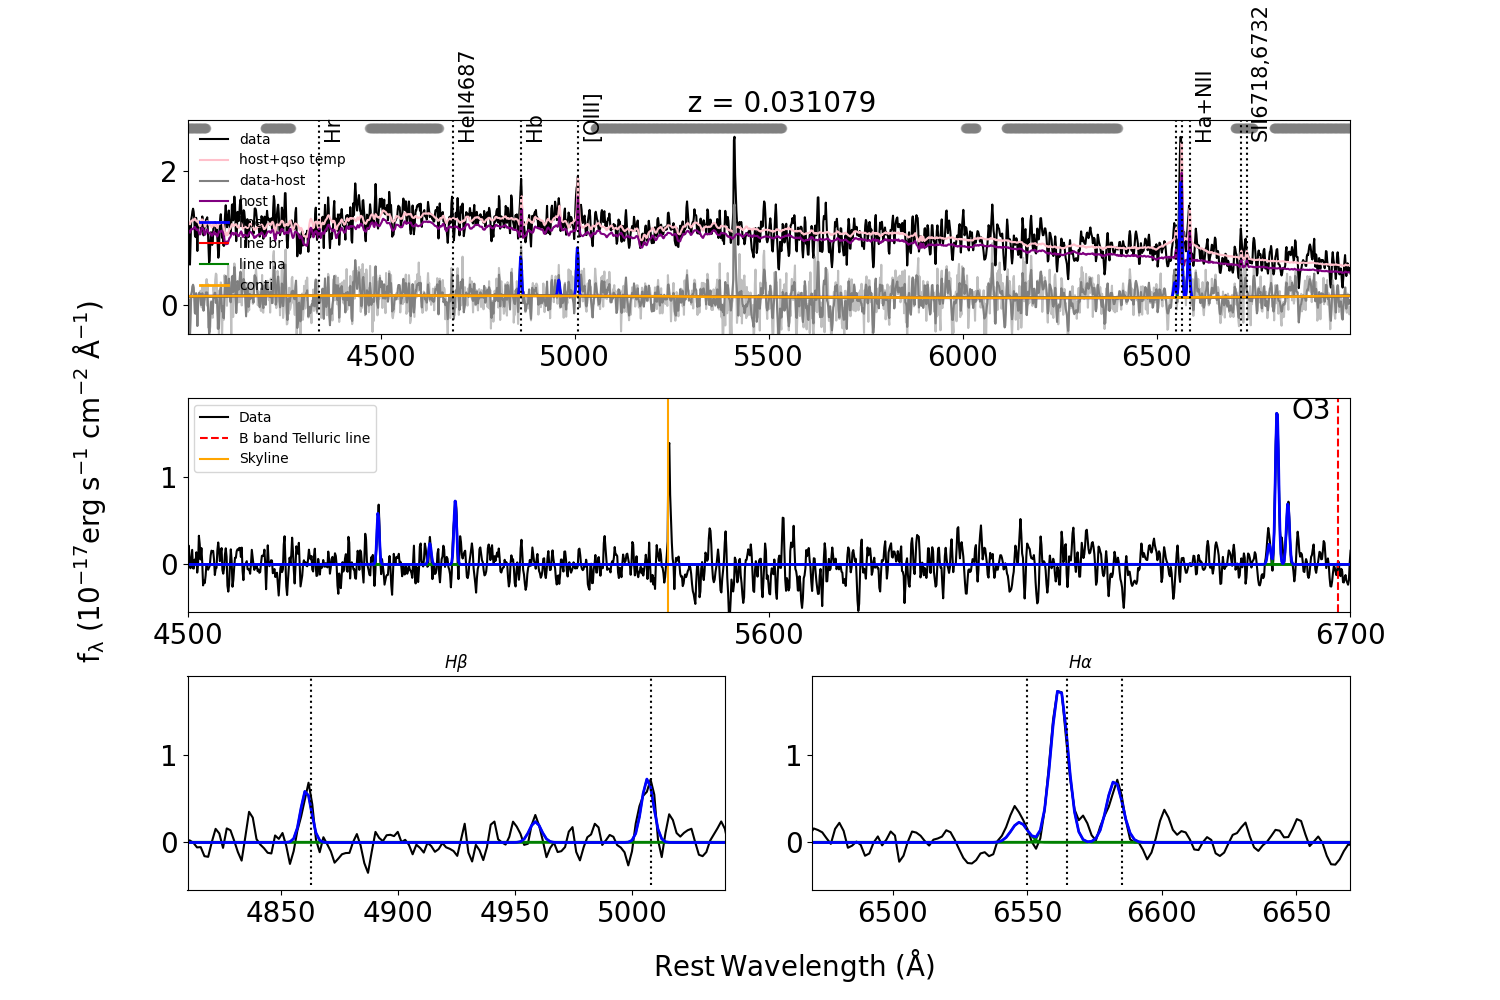 z = 0.031079
Hr
HeII4687
Hb
[OIII]
Ha+NII
SII6718,6732
data
host+qso temp
data-host
host
line br
line na
conti
2
1
0
4500
5000
5500
6000
6500
Data
B band Telluric line
Skyline
O3
1
0
4500
5600
6700
fλ (10⁻¹⁷erg s⁻¹ cm⁻² Å⁻¹)
Hβ
Hα
1
0
4850
4900
4950
5000
1
0
6500
6550
6600
6650
Rest Wavelength (Å)